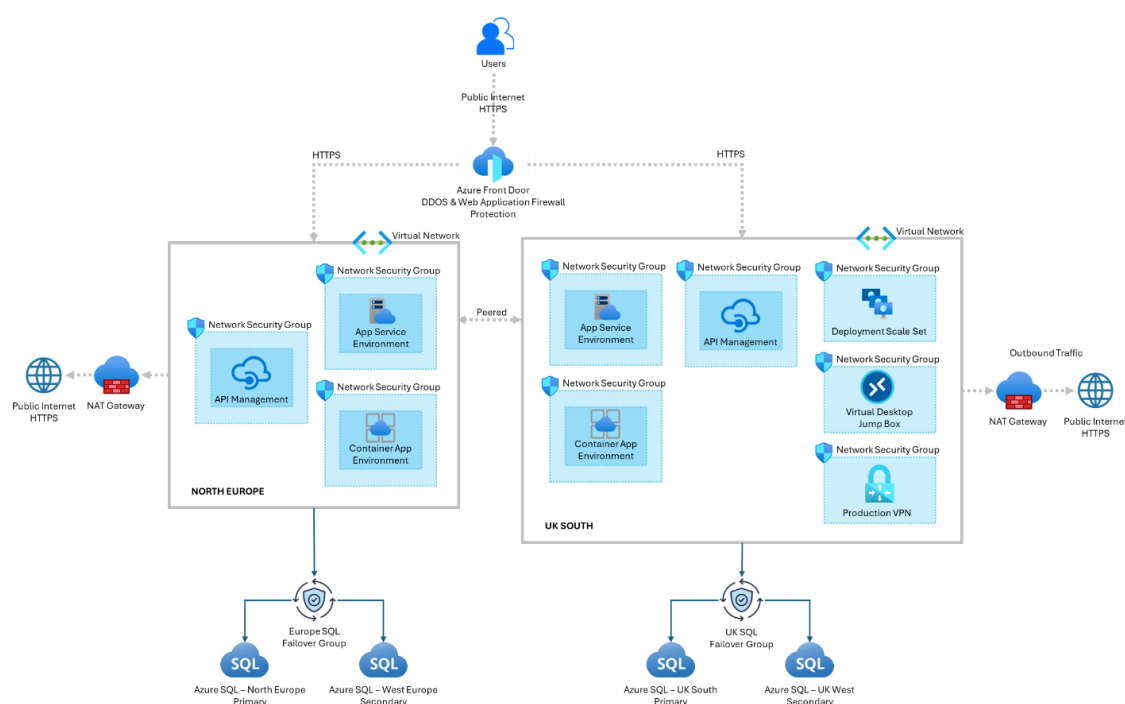 Users
Public Internet
HTTPS
HTTPS
HTTPS
Azure Front Door
DDOS & Web Application Firewall
Protection
Virtual Network
Network Security Group
App Service
Environment
Network Security Group
API Management
Network Security Group
Container App
Environment
NORTH EUROPE
Public Internet
HTTPS
NAT Gateway
Peered
Virtual Network
Network Security Group
App Service
Environment
Network Security Group
API Management
Network Security Group
Deployment Scale Set
Network Security Group
Container App
Environment
Network Security Group
Virtual Desktop
Jump Box
Network Security Group
Production VPN
UK SOUTH
Outbound Traffic
NAT Gateway
Public Internet
HTTPS
Europe SQL
Failover Group
SQL
Azure SQL – North Europe
Primary
SQL
Azure SQL – West Europe
Secondary
UK SQL
Failover Group
SQL
Azure SQL – UK South
Primary
SQL
Azure SQL – UK West
Secondary